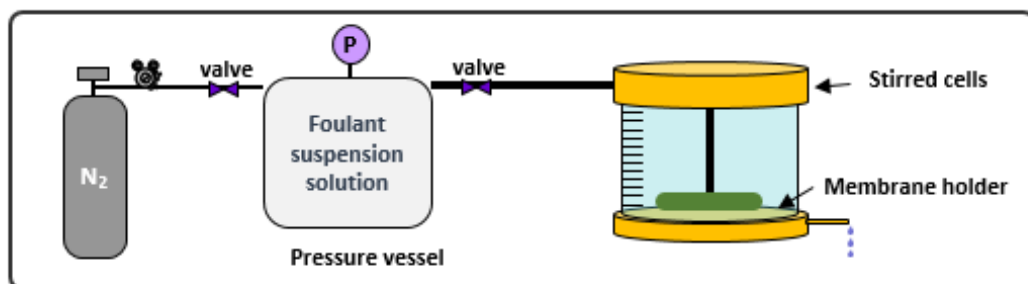 P
valve
valve
Stirred cells
Foulant
suspension
solution
N₂
Membrane holder
Pressure vessel